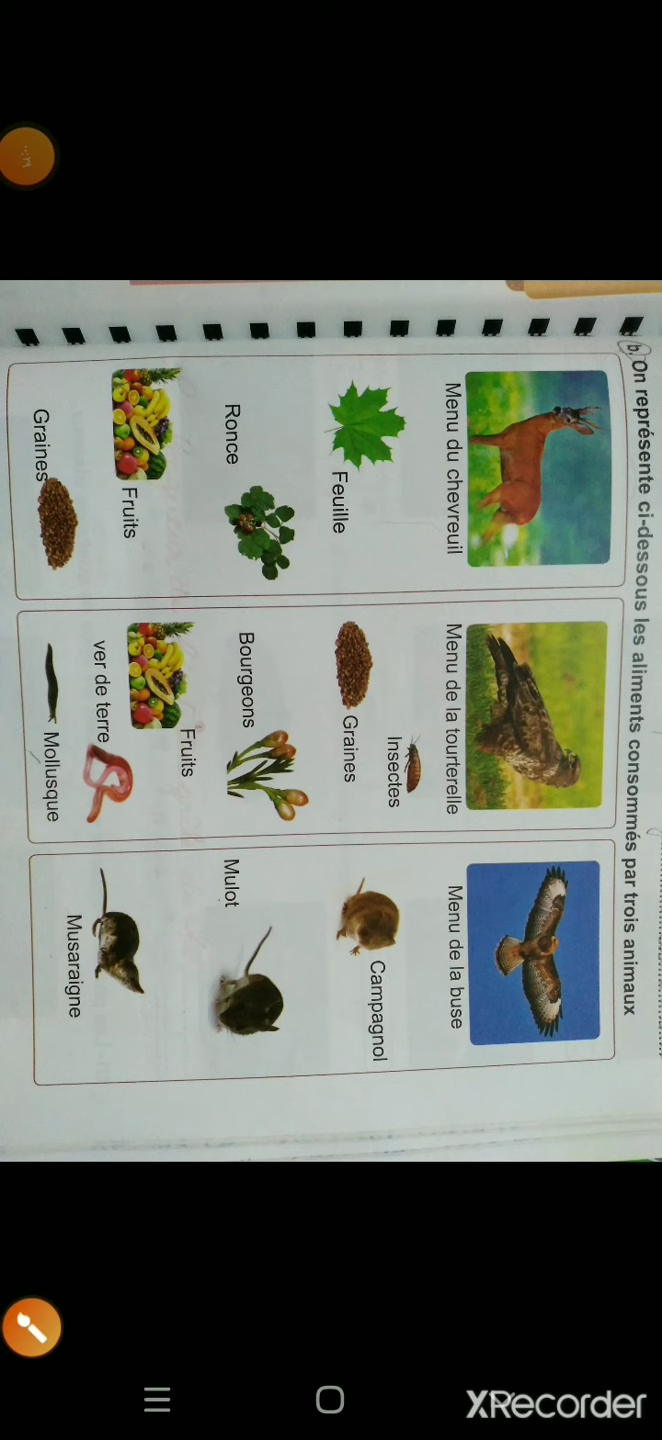 b. On représente ci-dessous les aliments consommés par trois animaux
Menu du chevreuil
Feuille
Ronce
Fruits
Graines
Menu de la tourterelle
Insectes
Graines
Bourgeons
Fruits
ver de terre
Mollusque
Menu de la buse
Campagnol
Mulot
Musaraigne
XRecorder